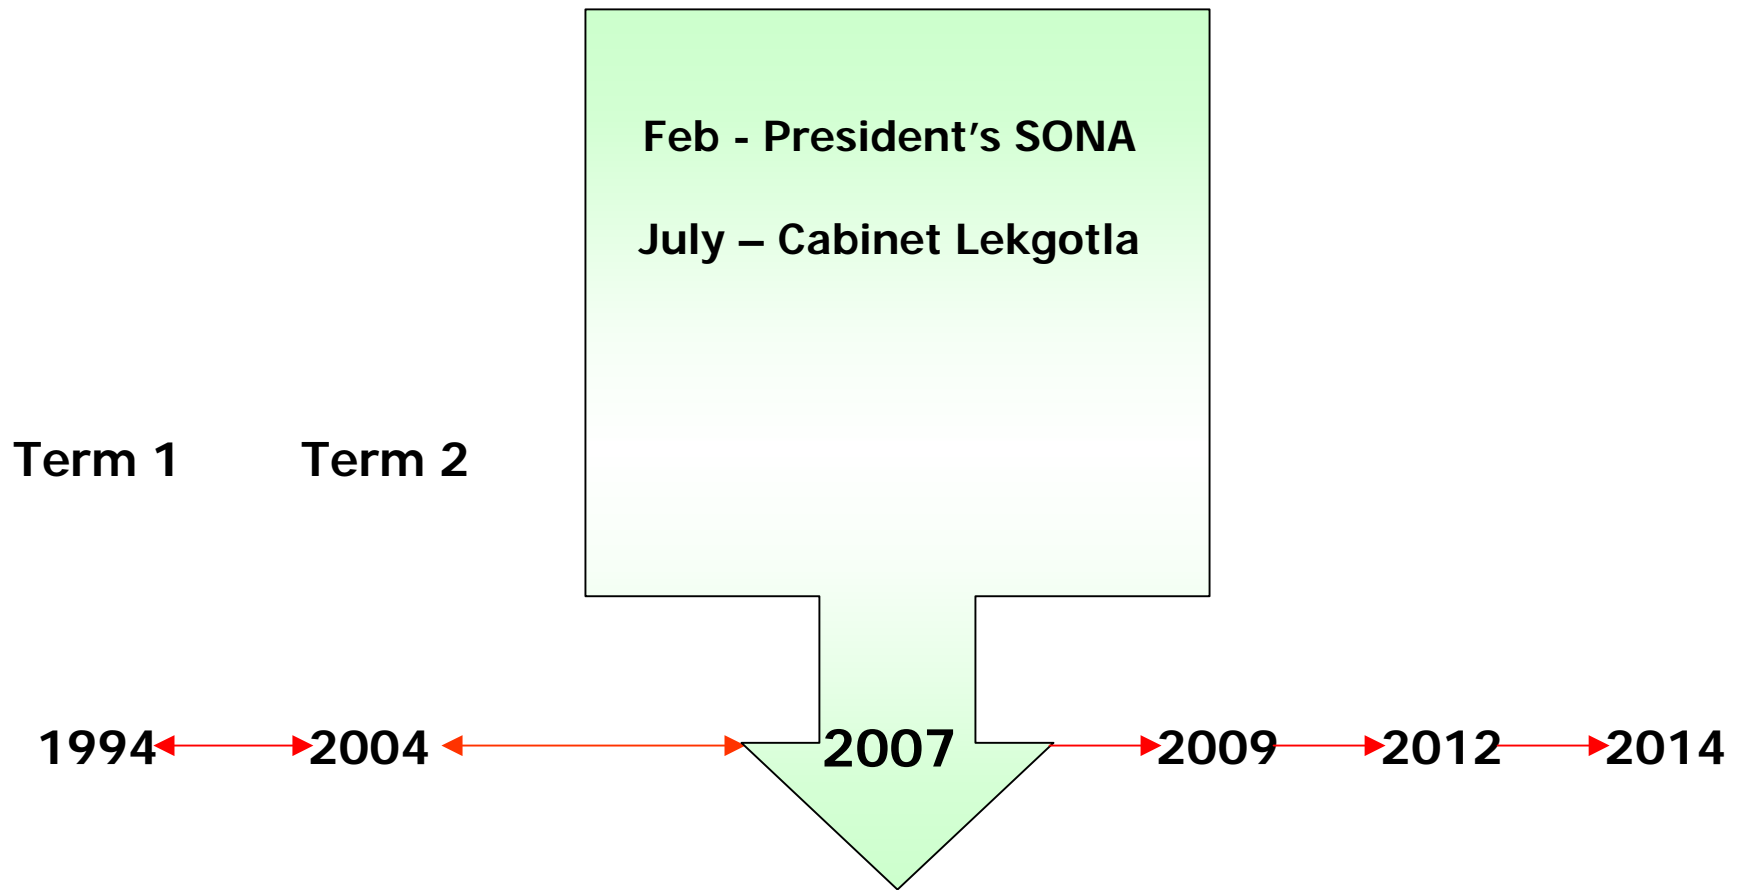 Feb - President’s SONA
July – Cabinet Lekgotla
Term 1 Term 2
1994 2004 2007 2009 2012 2014